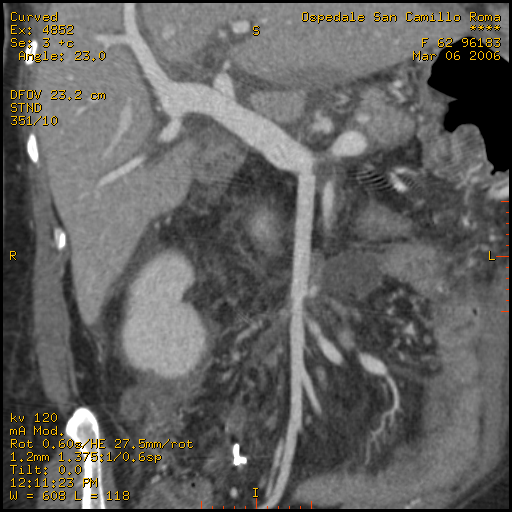 Curved
Ex: 4852
Se: 3 +c
Angle: 23.0
Ospedale San Camillo Roma
****
F 62 96183
Mar 06 2006
S
DFOV 23.2 cm
STND
351/10
R
L
kv 120
mA Mod.
Rot 0.60s/HE 27.5mm/rot
1.2mm 1.375:1/0.6sp
Tilt: 0.0
12:11:23 PM
W = 608 L = 118
I